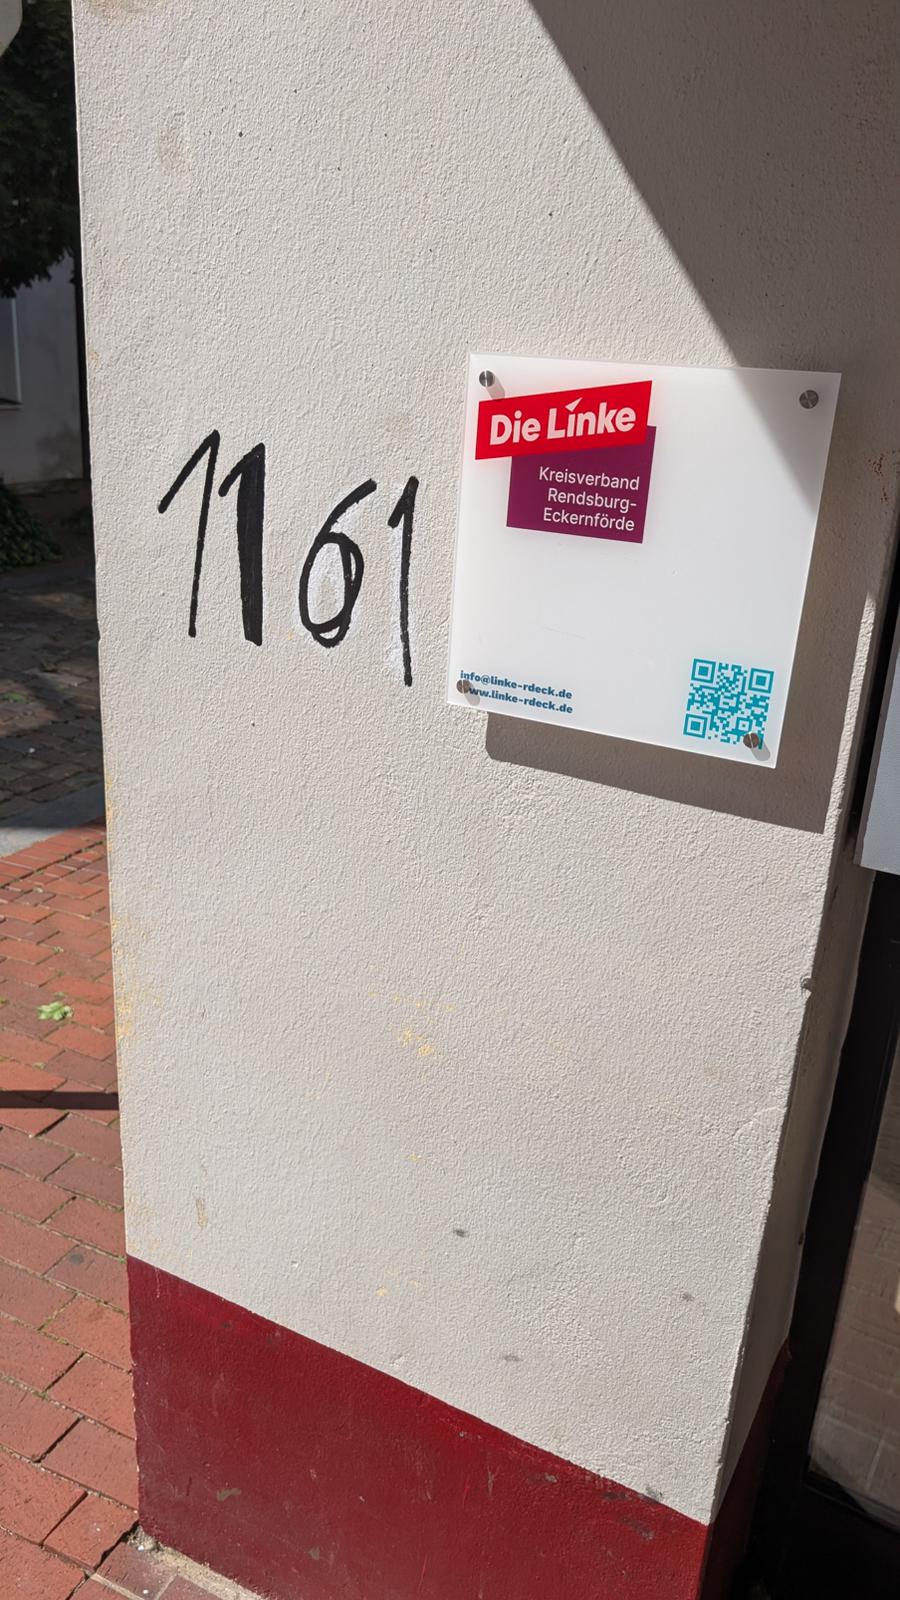 1161
Die Linke
Kreisverband
Rendsburg-
Eckernförde
info@linke-rdeck.de
www.linke-rdeck.de